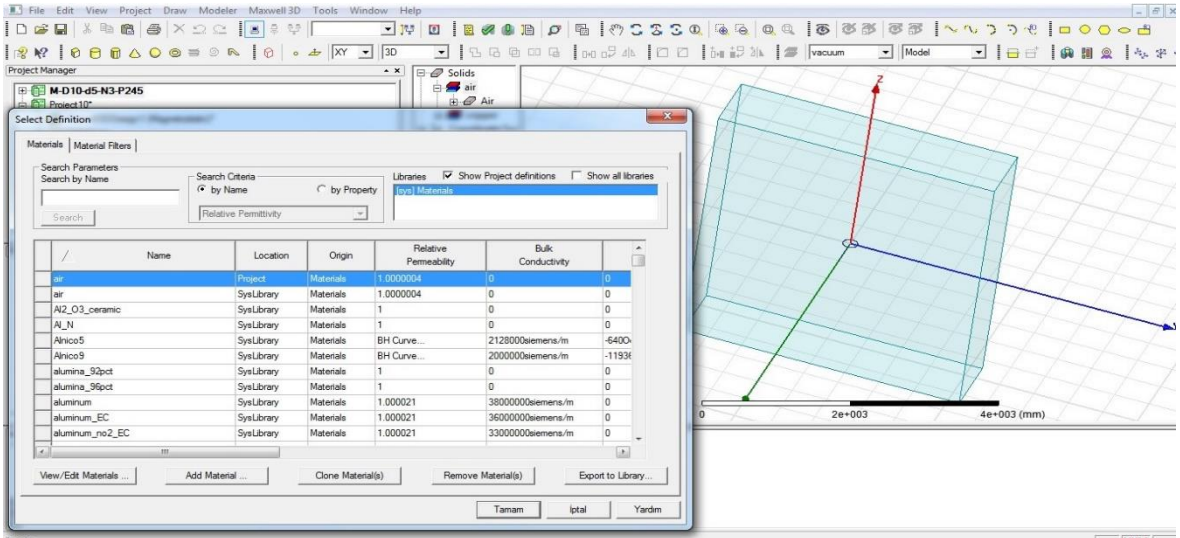 File Edit View Project Draw Modeler Maxwell 3D Tools Window Help
XY 3D vacuum Model
Project Manager
M-D10-d5-N3-P245
Project10*
Solids
air
Air
Select Definition
Materials Material Filters
Search Parameters
Search by Name
Search
Search Criteria
by Name by Property
Relative Permittivity
Libraries Show Project definitions Show all libraries
[sys] Materials
/ Name Location Origin Relative Permeability Bulk Conductivity
air Project Materials 1.0000004 0 0
air SysLibrary Materials 1.0000004 0 0
Al2_O3_ceramic SysLibrary Materials 1 0 0
Al_N SysLibrary Materials 1 0 0
Alnico5 SysLibrary Materials BH Curve... 2128000siemens/m
Alnico9 SysLibrary Materials BH Curve... 2000000siemens/m
alumina_92pct SysLibrary Materials 1 0 0
alumina_96pct SysLibrary Materials 1 0 0
aluminum SysLibrary Materials 1.000021 38000000siemens/m 0
aluminum_EC SysLibrary Materials 1.000021 36000000siemens/m 0
aluminum_no2_EC SysLibrary Materials 1.000021 33000000siemens/m 0
View/Edit Materials ... Add Material ... Clone Material(s) Remove Material(s) Export to Library...
Tamam İptal Yardım
Z
0 2e+003 4e+003 (mm)